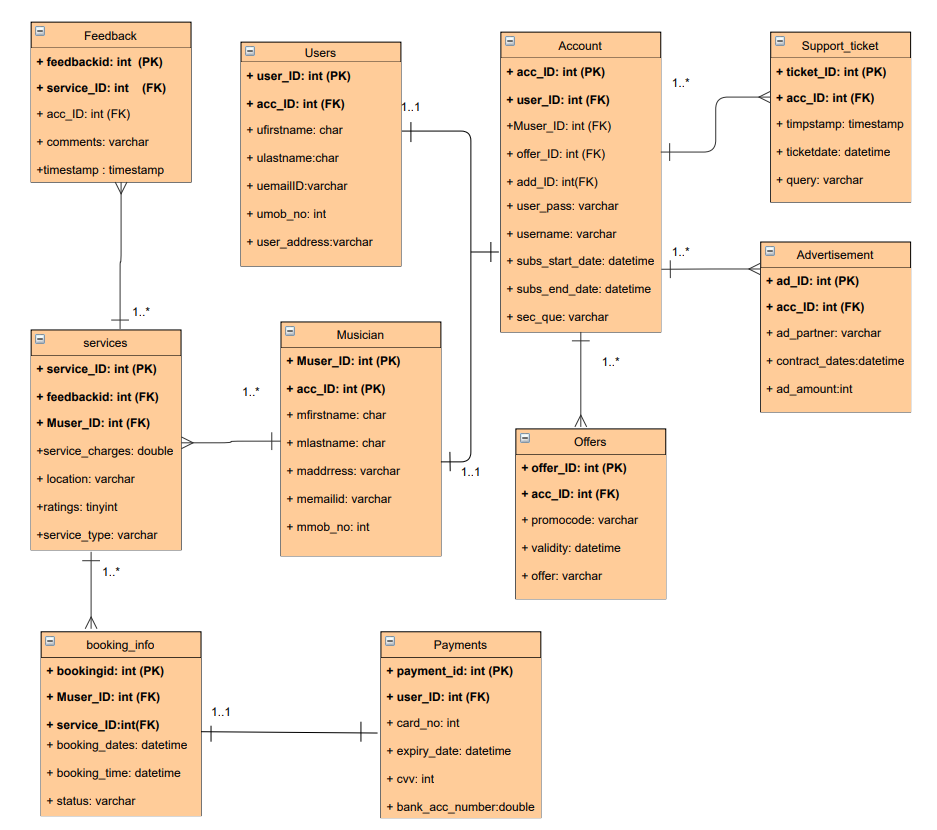 Feedback
+ feedbackid: int (PK)
+ service_ID: int (FK)
+ acc_ID: int (FK)
+ comments: varchar
+timestamp : timestamp
Users
+ user_ID: int (PK)
+ acc_ID: int (FK)
+ ufirstname: char
+ ulastname:char
+ uemailID:varchar
+ umob_no: int
+ user_address:varchar
1..1
Account
+ acc_ID: int (PK)
+ user_ID: int (FK)
+Muser_ID: int (FK)
+ offer_ID: int (FK)
+ add_ID: int(FK)
+ user_pass: varchar
+ username: varchar
+ subs_start_date: datetime
+ subs_end_date: datetime
+ sec_que: varchar
1..*
Support_ticket
+ ticket_ID: int (PK)
+ acc_ID: int (FK)
+ timpstamp: timestamp
+ ticketdate: datetime
+ query: varchar
1..*
Advertisement
+ ad_ID: int (PK)
+ acc_ID: int (FK)
+ ad_partner: varchar
+ contract_dates:datetime
+ ad_amount:int
1..*
services
+ service_ID: int (PK)
+ feedbackid: int (FK)
+ Muser_ID: int (FK)
+service_charges: double
+ location: varchar
+ratings: tinyint
+service_type: varchar
1..*
Musician
+ Muser_ID: int (PK)
+ acc_ID: int (PK)
+ mfirstname: char
+ mlastname: char
+ maddrress: varchar
+ memailid: varchar
+ mmob_no: int
1..1
1..*
Offers
+ offer_ID: int (PK)
+ acc_ID: int (FK)
+ promocode: varchar
+ validity: datetime
+ offer: varchar
1..*
booking_info
+ bookingid: int (PK)
+ Muser_ID: int (FK)
+ service_ID:int(FK)
+ booking_dates: datetime
+ booking_time: datetime
+ status: varchar
1..1
Payments
+ payment_id: int (PK)
+ user_ID: int (FK)
+ card_no: int
+ expiry_date: datetime
+ cvv: int
+ bank_acc_number:double